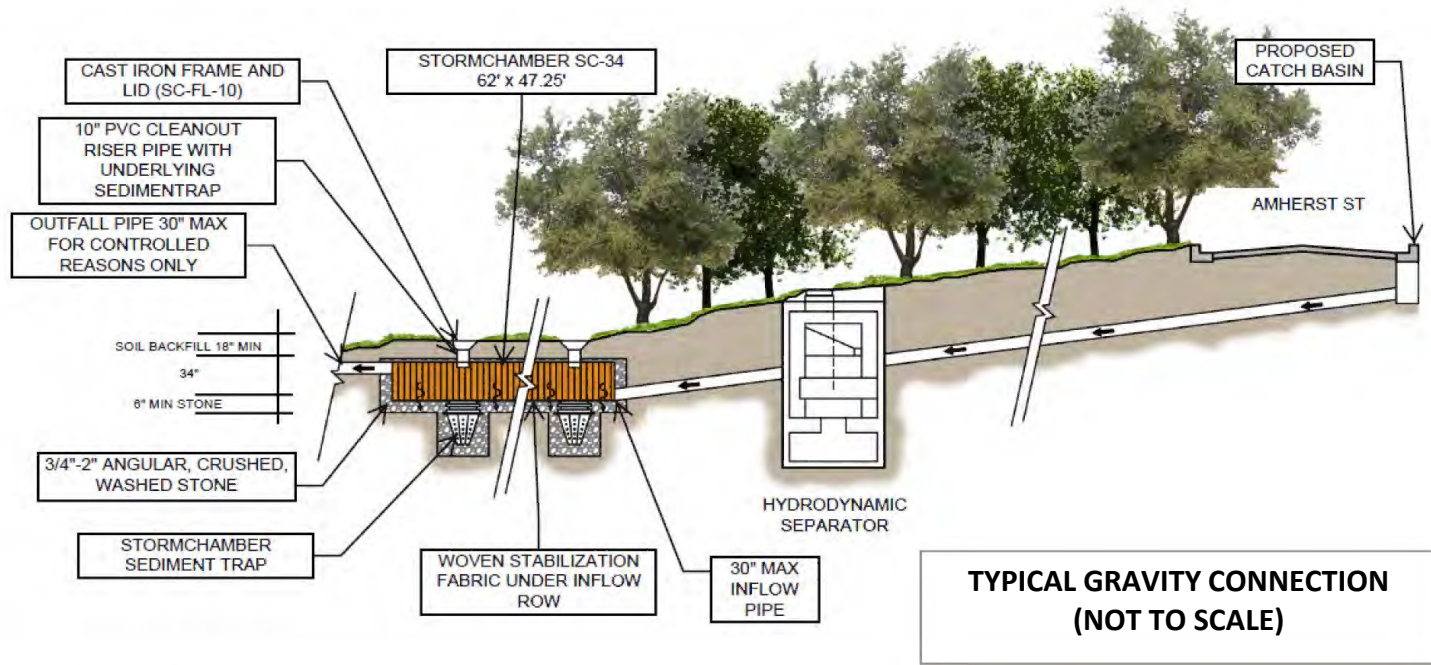 CAST IRON FRAME AND
LID (SC-FL-10)
STORMCHAMBER SC-34
62' x 47.25'
PROPOSED
CATCH BASIN
10" PVC CLEANOUT
RISER PIPE WITH
UNDERLYING
SEDIMENTRAP
OUTFALL PIPE 30" MAX
FOR CONTROLLED
REASONS ONLY
AMHERST ST
SOIL BACKFILL 18" MIN
34"
6" MIN STONE
3/4"-2" ANGULAR, CRUSHED,
WASHED STONE
STORMCHAMBER
SEDIMENT TRAP
WOVEN STABILIZATION
FABRIC UNDER INFLOW
ROW
30" MAX
INFLOW
PIPE
HYDRODYNAMIC
SEPARATOR
TYPICAL GRAVITY CONNECTION
(NOT TO SCALE)